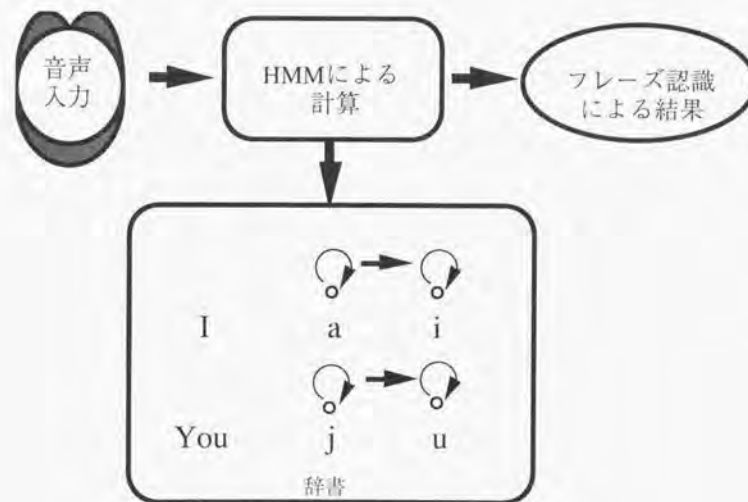 音声
入力
HMMによる
計算
フレーズ認識
による結果
I a i
You j u
辞書